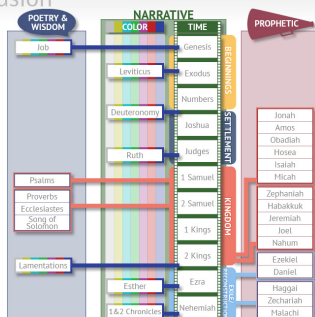 usion
POETRY &
WISDOM
NARRATIVE
COLOR
TIME
PROPHETIC
Job
Genesis
Leviticus
Exodus
BEGINNINGS
Numbers
Deuteronomy
Joshua
SETTLEMENT
Ruth
Judges
Jonah
Amos
Obadiah
Hosea
Isaiah
Micah
Psalms
1 Samuel
Proverbs
Ecclesiastes
Song of
Solomon
2 Samuel
KINGDOM
1 Kings
Zephaniah
Habakkuk
Jeremiah
Joel
Nahum
Lamentations
2 Kings
Ezekiel
Daniel
Esther
Ezra
EXILE
Haggai
Zechariah
Malachi
1&2 Chronicles
Nehemiah